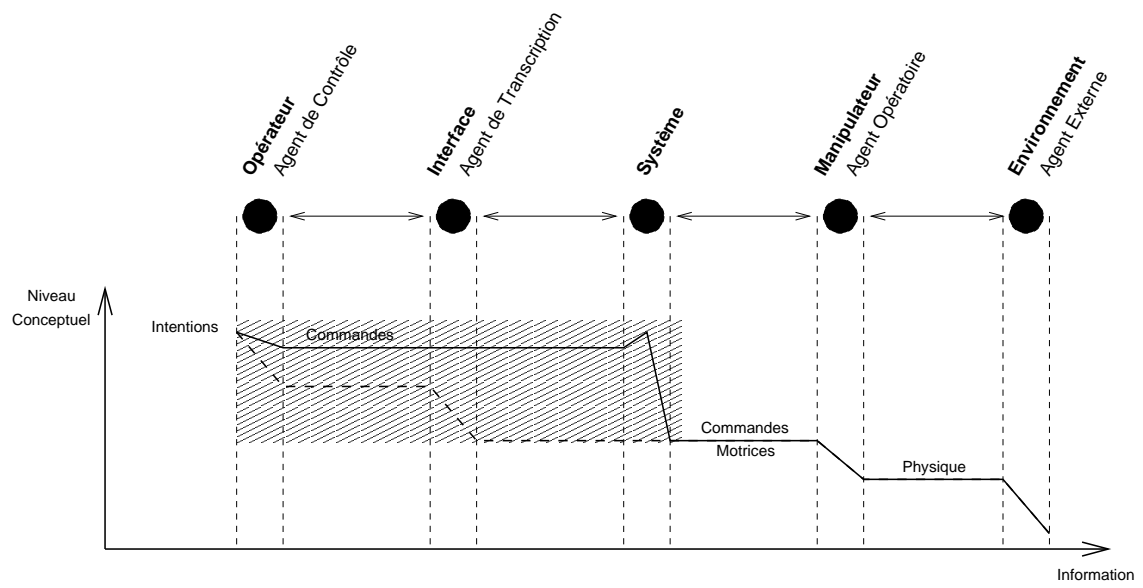 Opérateur
Agent de Contrôle
Interface
Agent de Transcription
Système
Manipulateur
Agent Opératoire
Environnement
Agent Externe
Niveau
Conceptuel
Intentions
Commandes
Commandes
Motrices
Physique
Information